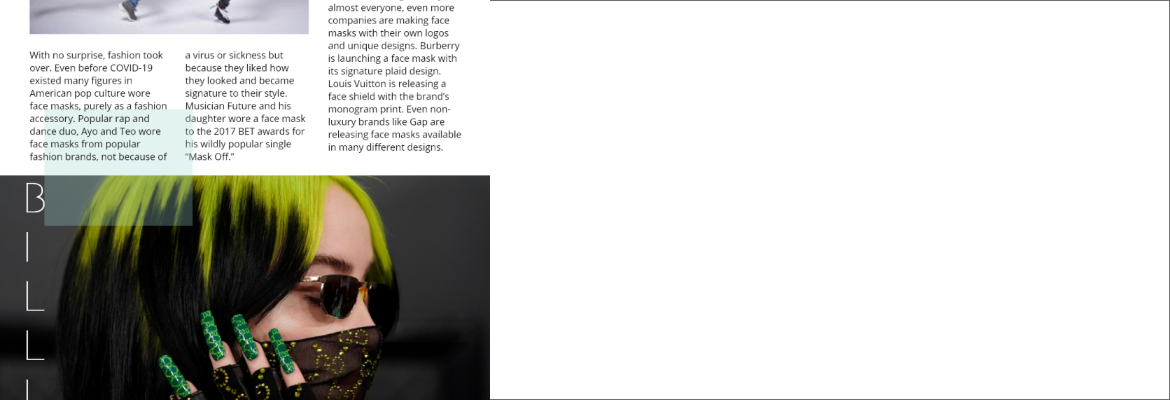 With no surprise, fashion took
over. Even before COVID-19
existed many figures in
American pop culture wore
face masks, purely as a fashion
accessory. Popular rap and
dance duo, Ayo and Teo wore
face masks from popular
fashion brands, not because of
a virus or sickness but
because they liked how
they looked and became
signature to their style.
Musician Future and his
daughter wore a face mask
to the 2017 BET awards for
his wildly popular single
“Mask Off.”
almost everyone, even more
companies are making face
masks with their own logos
and unique designs. Burberry
is launching a face mask with
its signature plaid design.
Louis Vuitton is releasing a
face shield with the brand’s
monogram print. Even non-
luxury brands like Gap are
releasing face masks available
in many different designs.
B
I
L
L
I